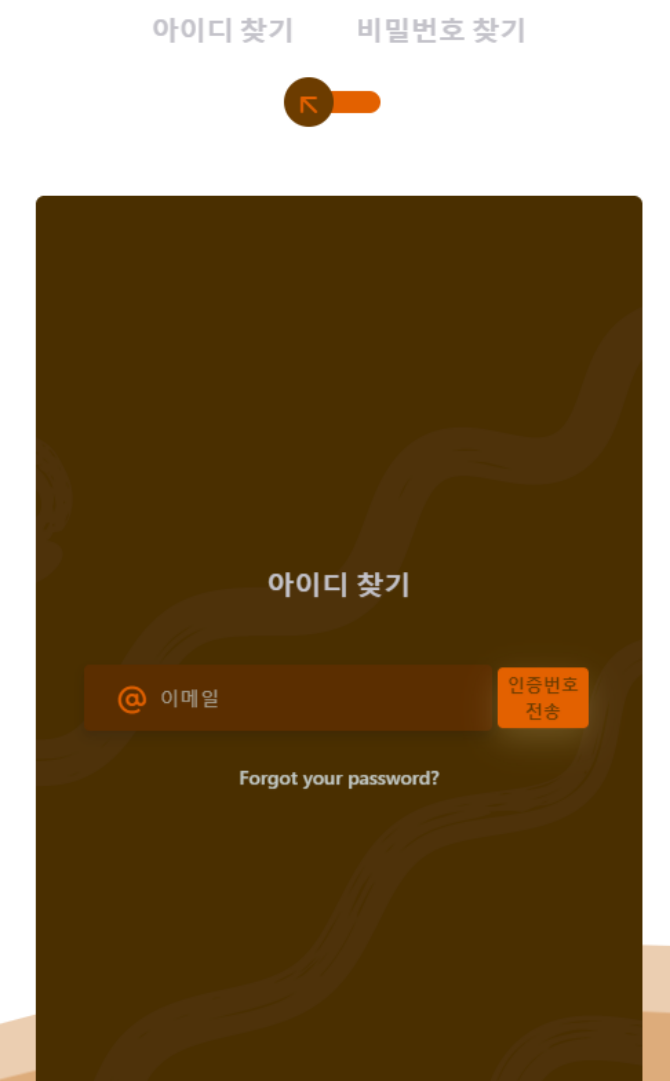 아이디 찾기 비밀번호 찾기
아이디 찾기
@ 이메일
인증번호
전송
Forgot your password?